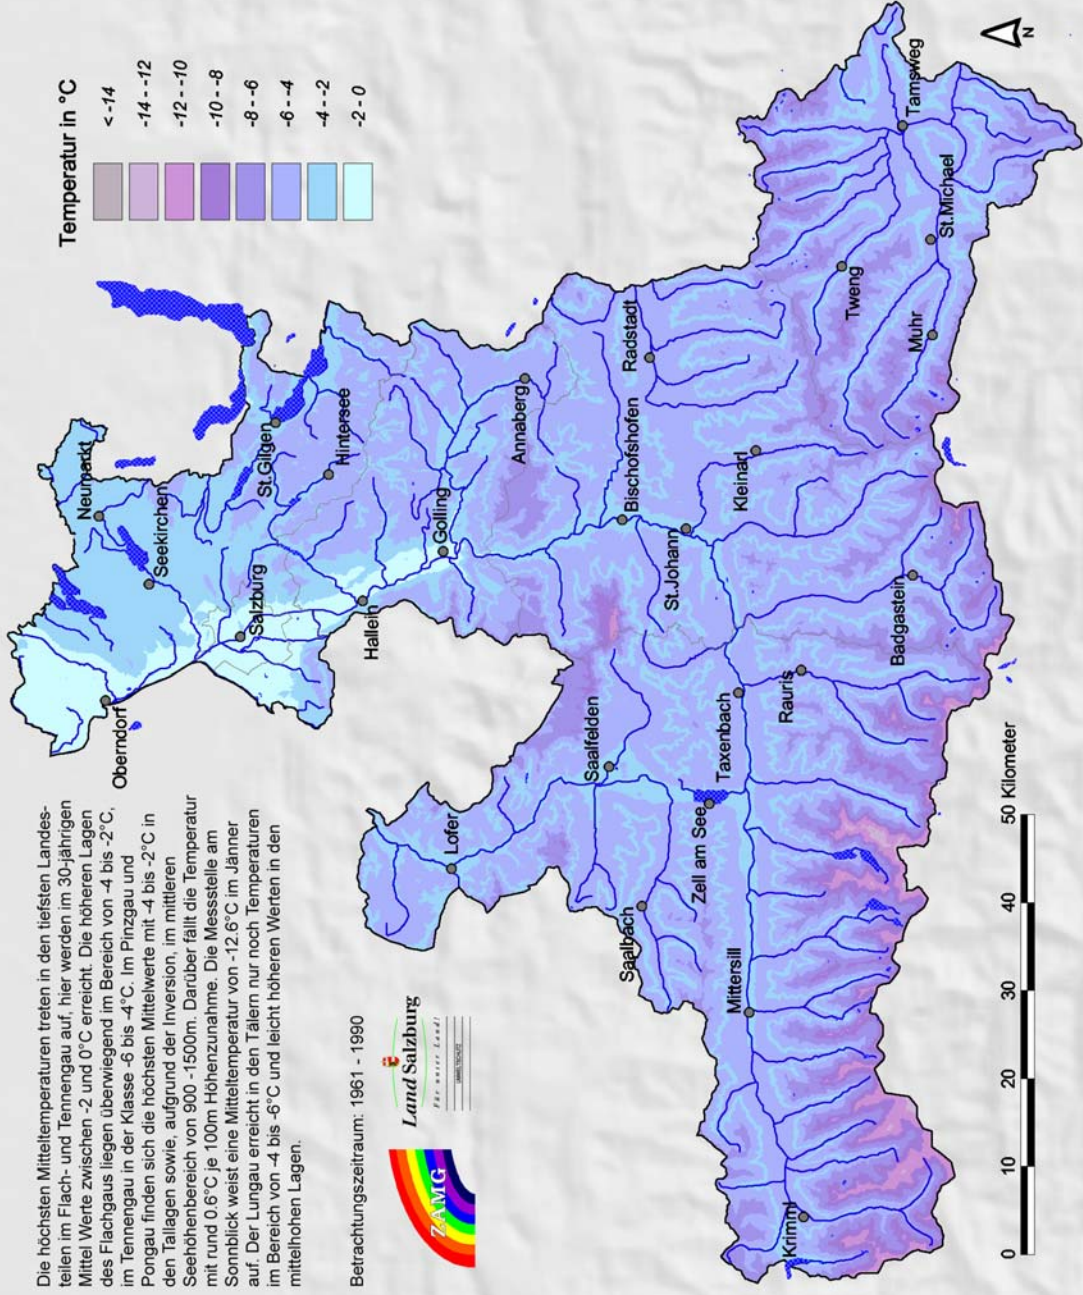 Die höchsten Mitteltemperaturen treten in den tiefsten Landes-
teilen im Flach- und Tennengau auf, hier werden im 30-jährigen
Mittel Werte zwischen -2 und 0°C erreicht. Die höheren Lagen
des Flachgaus liegen überwiegend im Bereich von -4 bis -2°C,
im Tennengau in der Klasse -6 bis -4°C. Im Pinzgau und
Pongau finden sich die höchsten Mittelwerte mit -4 bis -2°C in
den Tallagen sowie, aufgrund der Inversion, im mittleren
Seehöhenbereich von 900 -1500m. Darüber fällt die Temperatur
mit rund 0.6°C je 100m Höhenzunahme. Die Messstelle am
Sonnblick weist eine Mitteltemperatur von -12.6°C im Jänner
auf. Der Lungau erreicht in den Tälern nur noch Temperaturen
im Bereich von -4 bis -6°C und leicht höheren Werten in den
mittelhohen Lagen.
Betrachtungszeitraum: 1961 - 1990
ZAMG
Land Salzburg
Für unser Land!
UMWELTSCHUTZ
Temperatur in °C
< -14
-14 - -12
-12 - -10
-10 - -8
-8 - -6
-6 - -4
-4 - -2
-2 - 0
Neumarkt
Seekirchen
Oberndorf
Salzburg
St.Gilgen
Hintersee
Hallein
Golling
Annaberg
Lofer
Saalfelden
Bischofshofen
Radstadt
Saalbach
St.Johann
Kleinarl
Zell am See
Taxenbach
Mittersill
Rauris
Krimml
Badgastein
Tweng
Muhr
St.Michael
Tamsweg
N
0
10
20
30
40
50 Kilometer